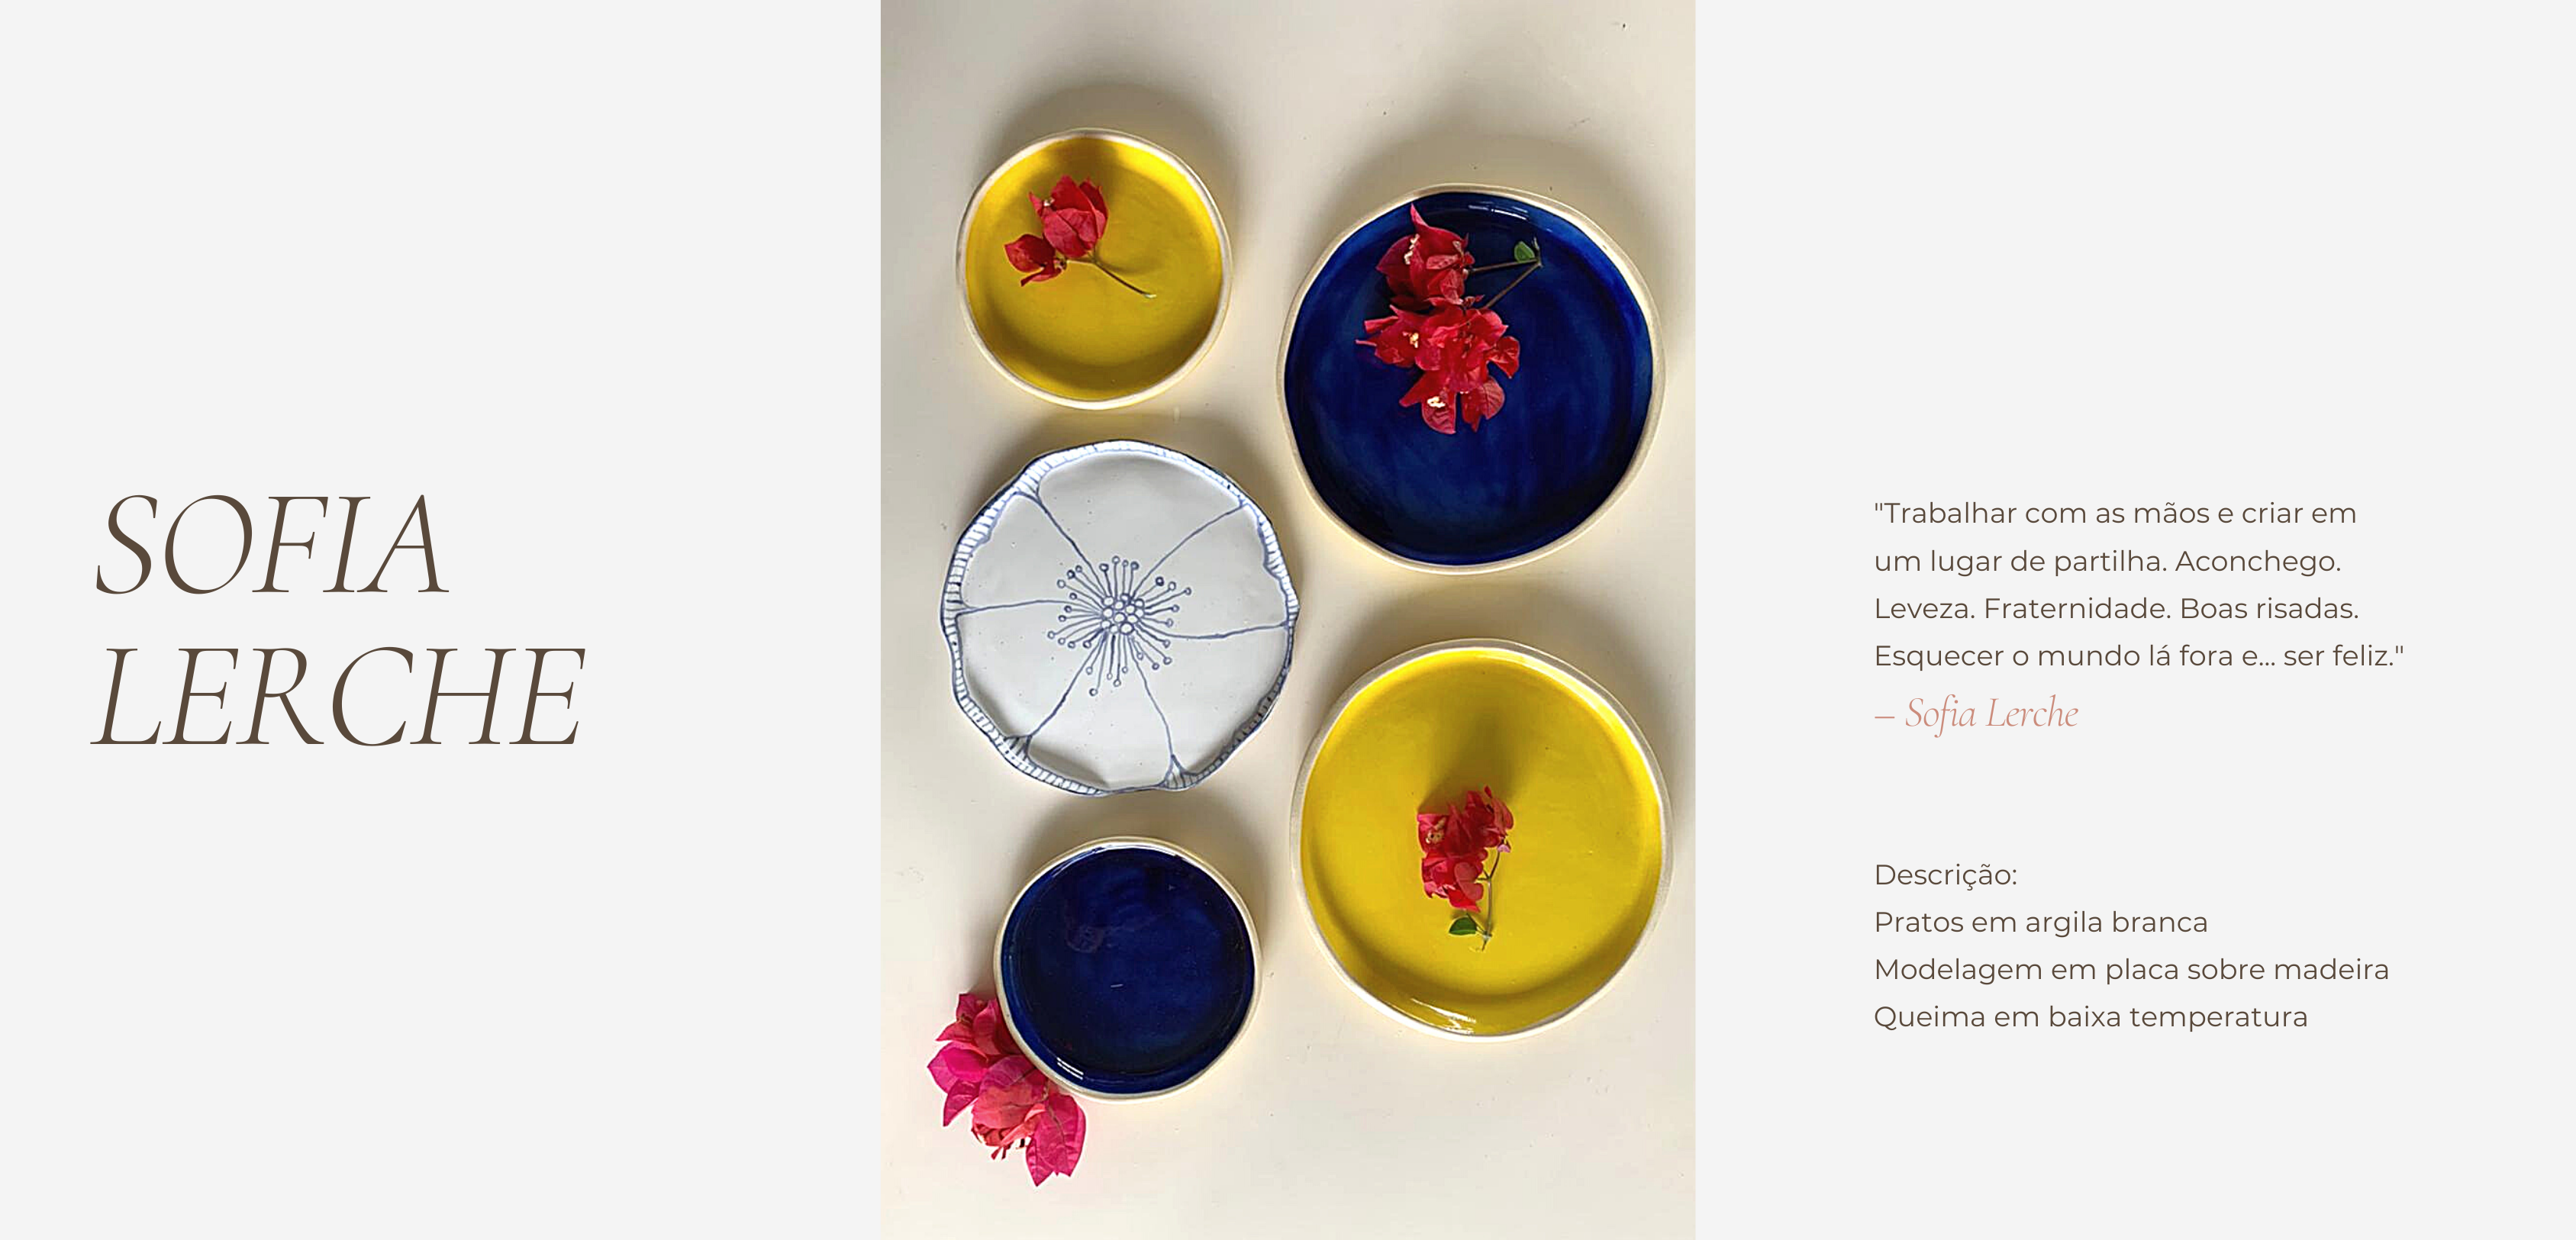 SOFIA
LERCHE
"Trabalhar com as mãos e criar em
um lugar de partilha. Aconchego.
Leveza. Fraternidade. Boas risadas.
Esquecer o mundo lá fora e... ser feliz."
– Sofia Lerche
Descrição:
Pratos em argila branca
Modelagem em placa sobre madeira
Queima em baixa temperatura